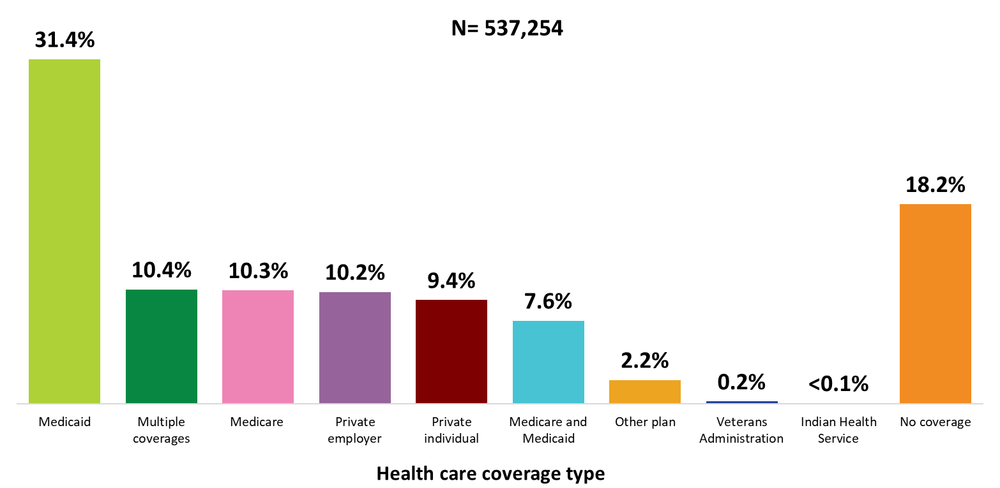 N= 537,254
31.4%
10.4%
10.3%
10.2%
9.4%
7.6%
2.2%
0.2%
<0.1%
18.2%
Medicaid
Multiple
coverages
Medicare
Private
employer
Private
individual
Medicare and
Medicaid
Other plan
Veterans
Administration
Indian Health
Service
No coverage
Health care coverage type